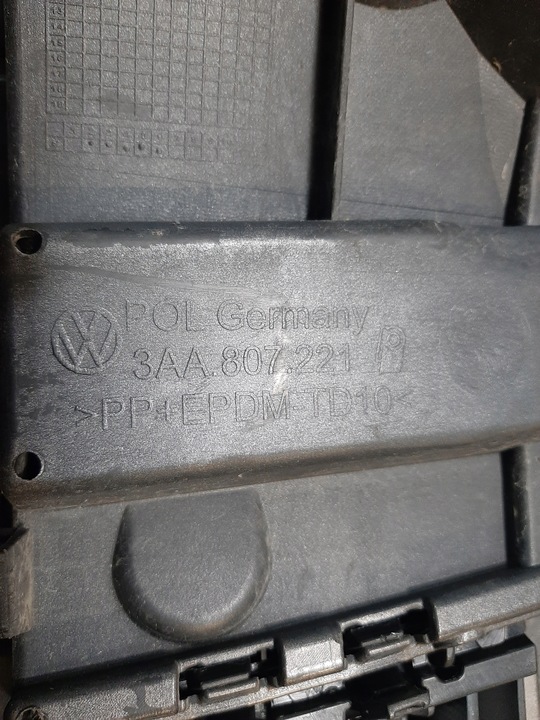 POL Germany
3AA.807.221
>PP+EPDM-TD10<